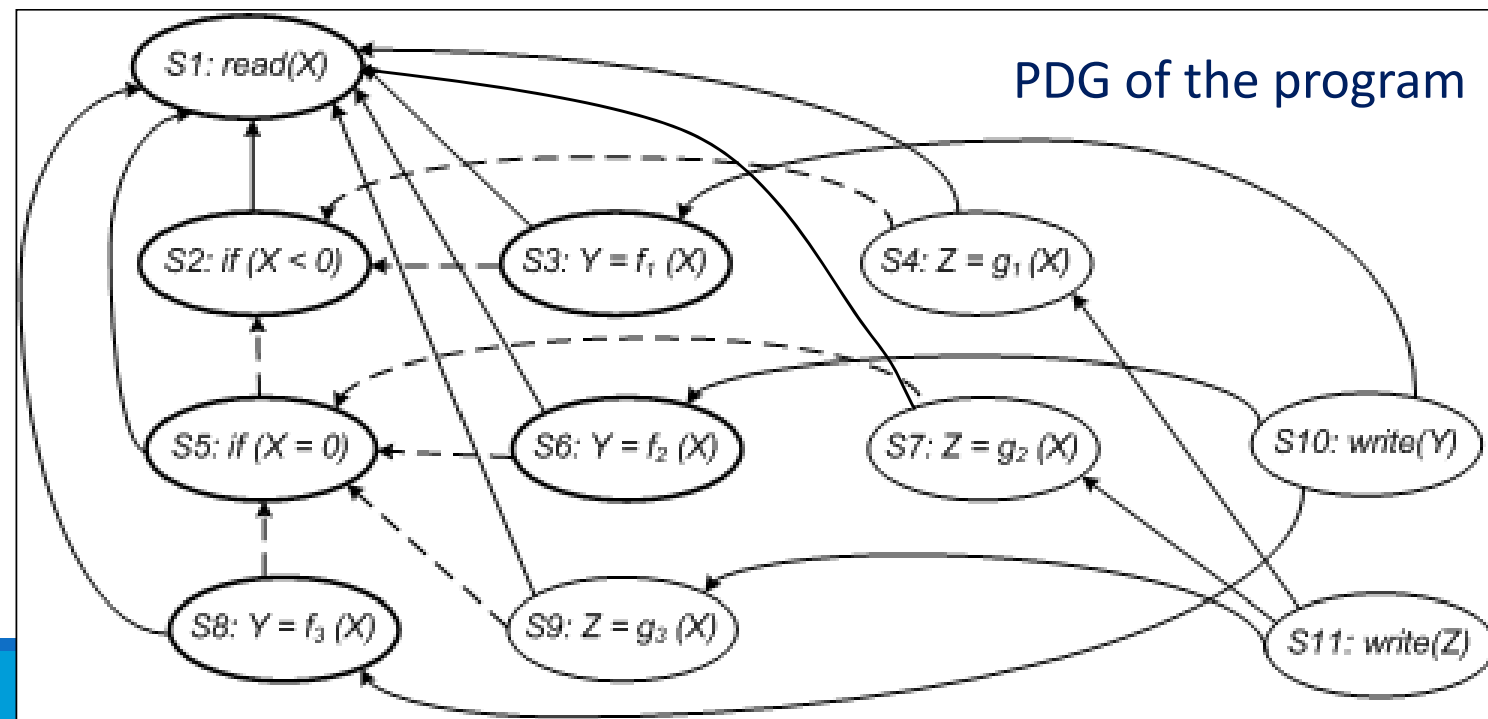 PDG of the program
S1: read(X)
S2: if (X < 0)
S3: Y = f₁ (X)
S4: Z = g₁ (X)
S5: if (X = 0)
S6: Y = f₂ (X)
S7: Z = g₂ (X)
S10: write(Y)
S8: Y = f₃ (X)
S9: Z = g₃ (X)
S11: write(Z)